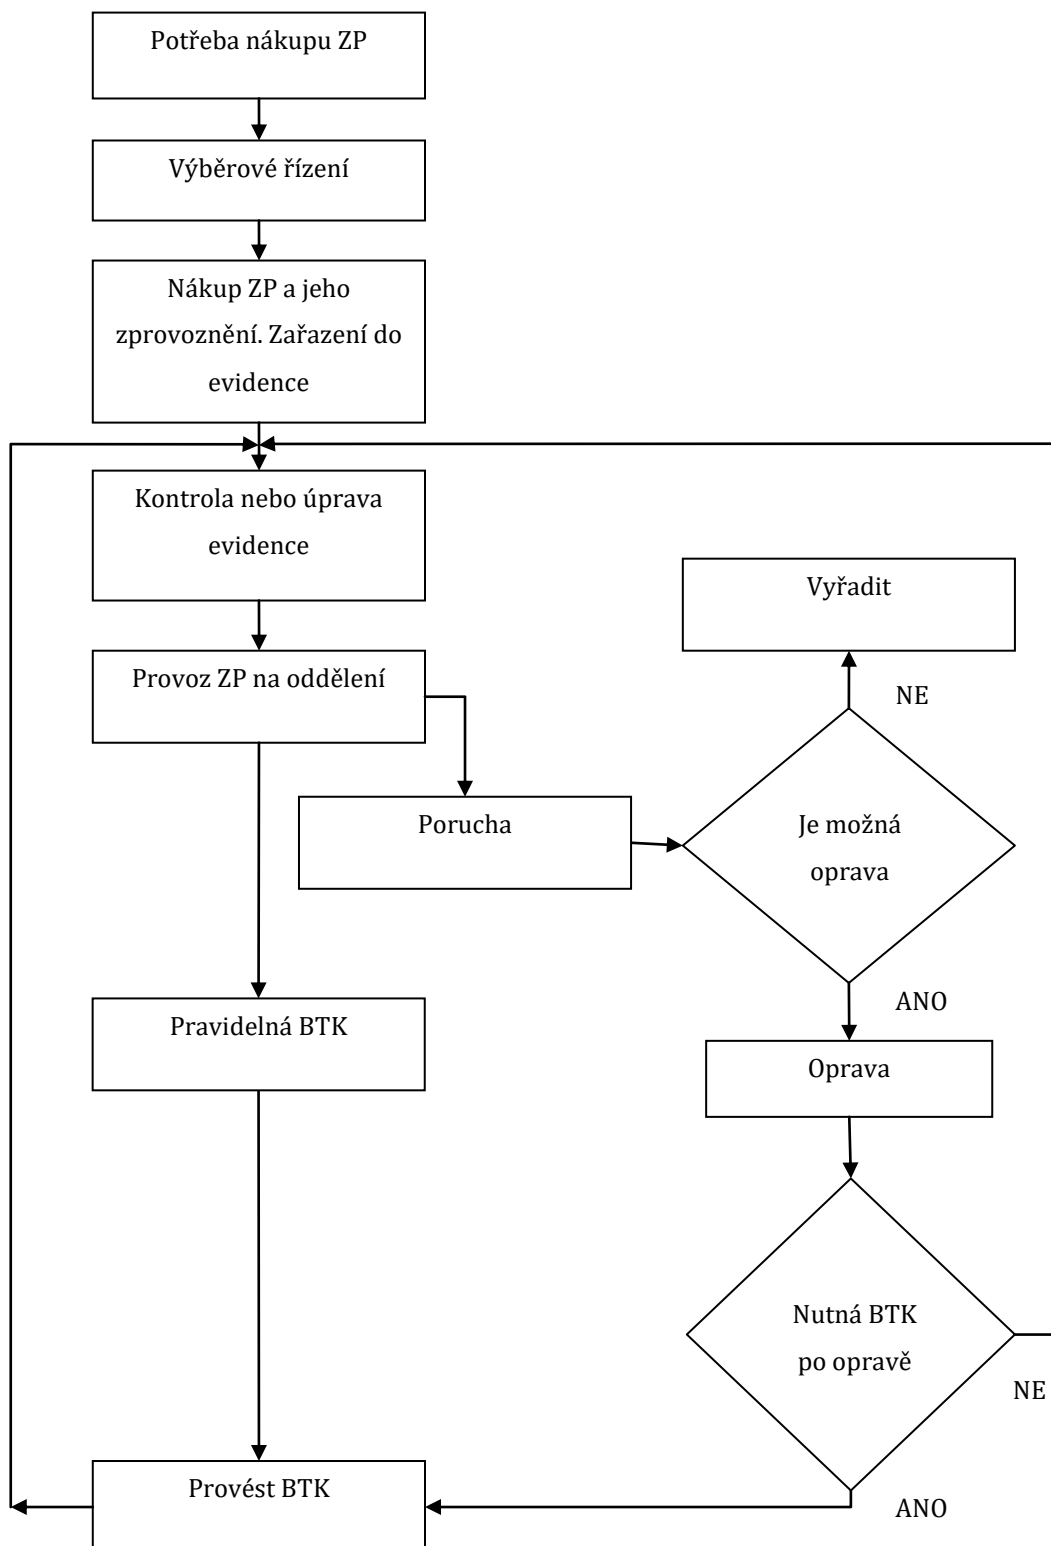 Potřeba nákupu ZP
Výběrové řízení
Nákup ZP a jeho
zprovoznění. Zařazení do
evidence
Kontrola nebo úprava
evidence
Vyřadit
Provoz ZP na oddělení
NE
Porucha
Je možná
oprava
ANO
Pravidelná BTK
Oprava
Nutná BTK
po opravě
NE
Provést BTK
ANO